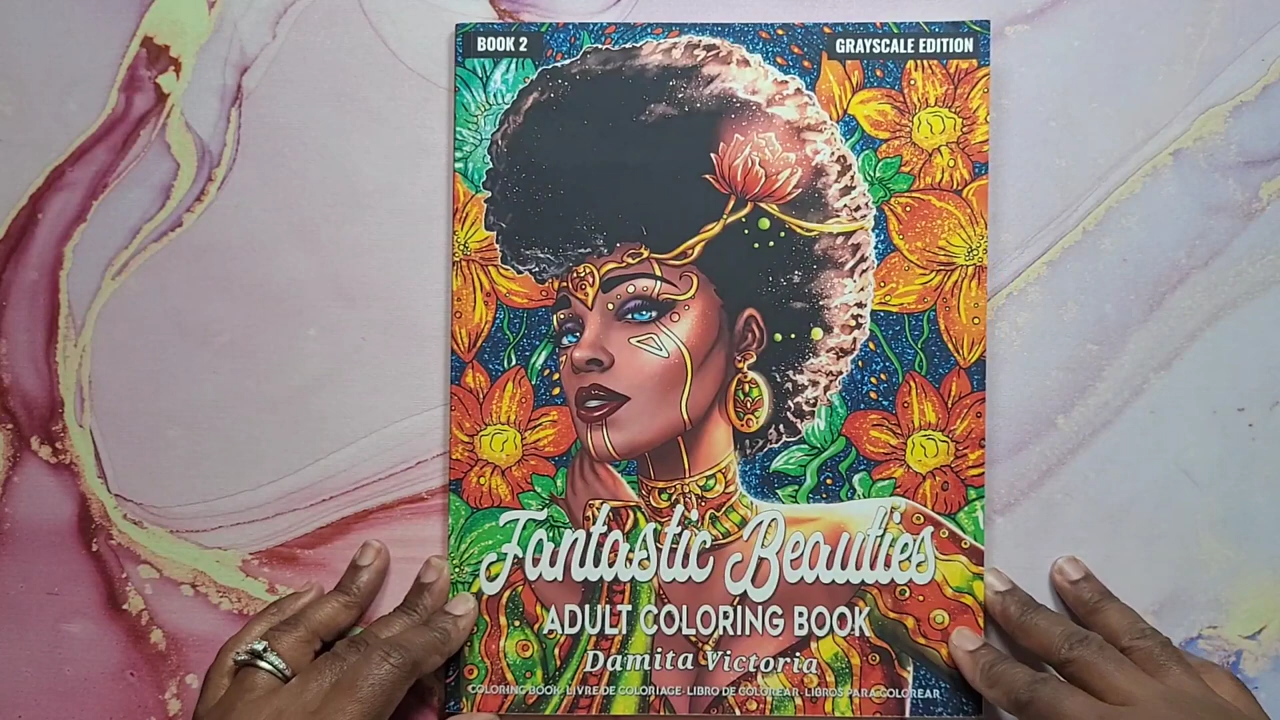 BOOK 2
GRAYSCALE EDITION
Fantastic Beauties
ADULT COLORING BOOK
Damita Victoria
COLORING BOOK · LIVRE DE COLORIAGE · LIBRO DE COLOREAR · LIBROS PARA COLOREAR